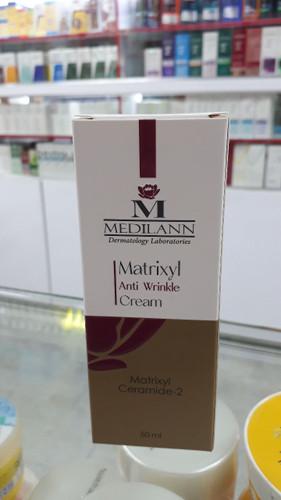 M
MEDILANN
Dermatology Laboratories
Matrixyl
Anti Wrinkle
Cream
Matrixyl
Ceramide-2
50 ml